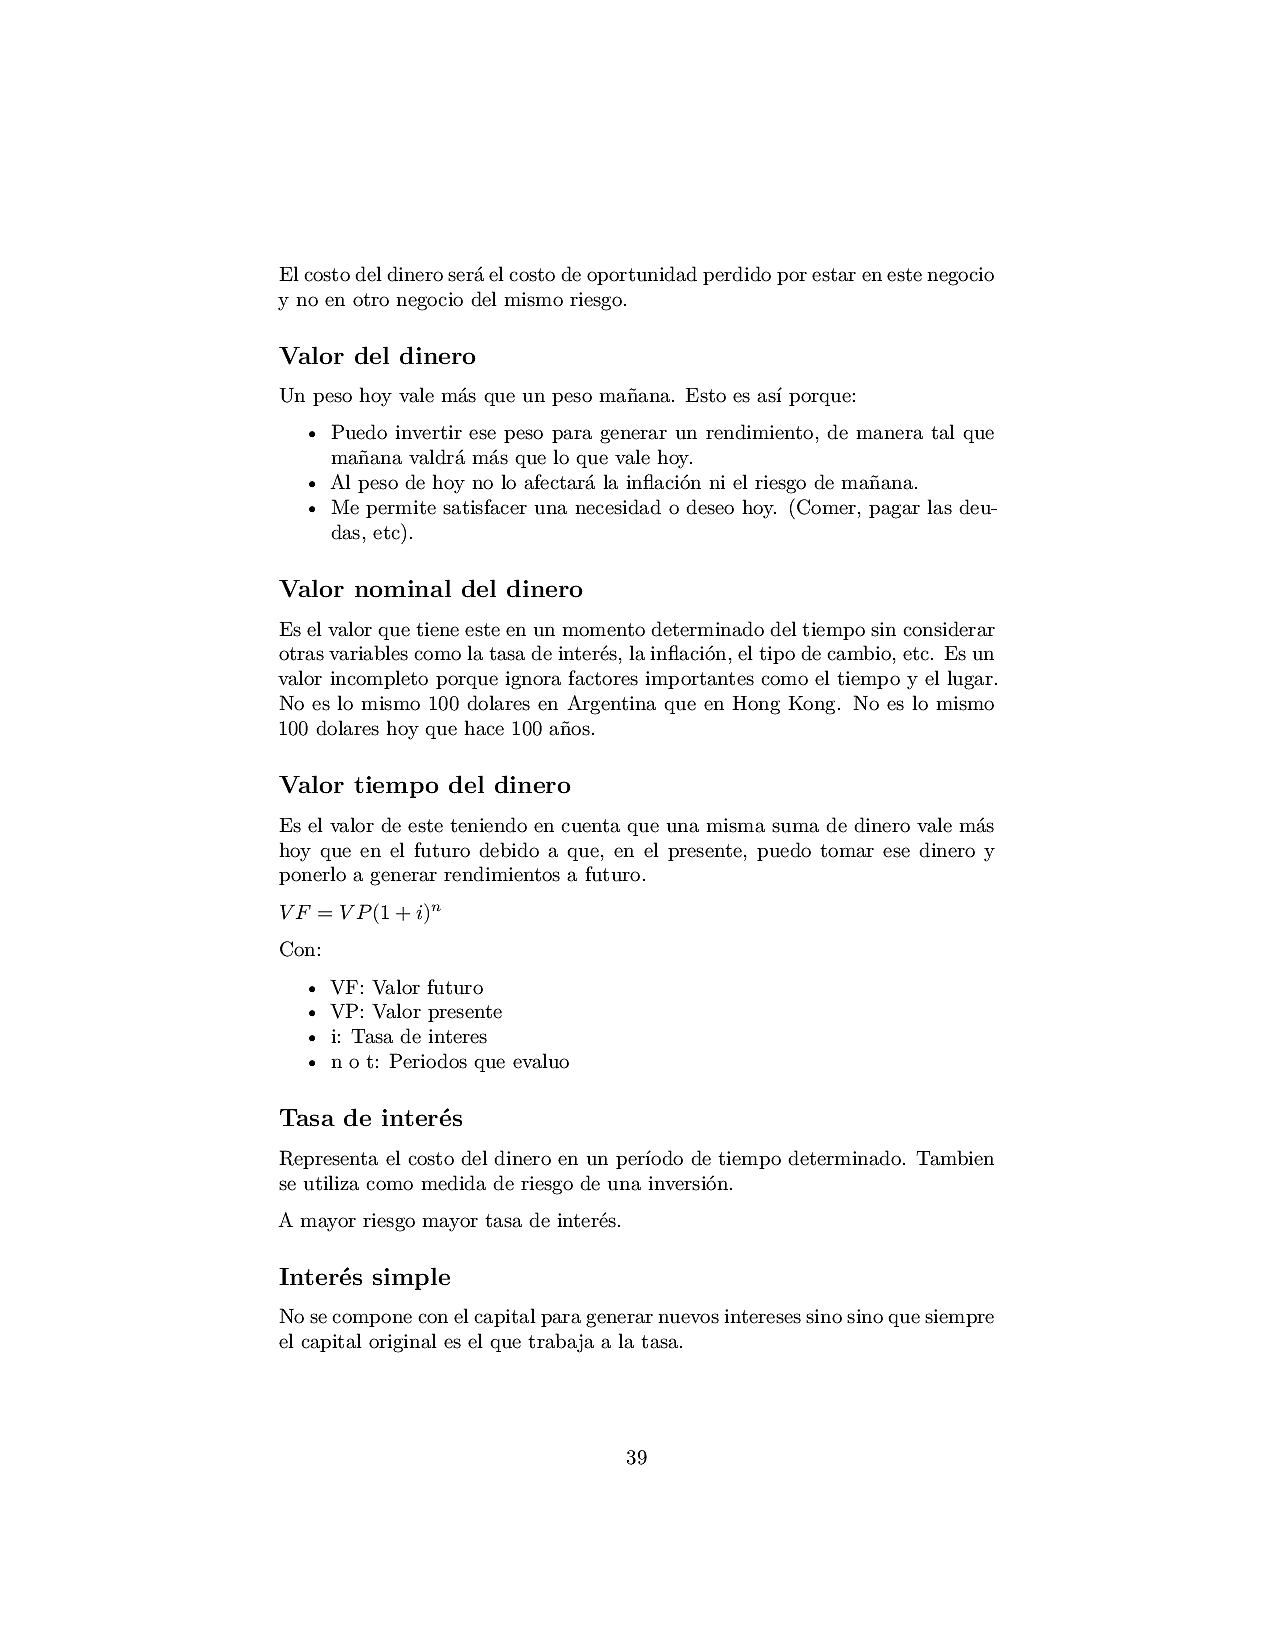 El costo del dinero será el costo de oportunidad perdido por estar en este negocio
y no en otro negocio del mismo riesgo.
Valor del dinero
Un peso hoy vale más que un peso mañana. Esto es así porque:
• Puedo invertir ese peso para generar un rendimiento, de manera tal que
mañana valdrá más que lo que vale hoy.
• Al peso de hoy no lo afectará la inflación ni el riesgo de mañana.
• Me permite satisfacer una necesidad o deseo hoy. (Comer, pagar las deu-
das, etc).
Valor nominal del dinero
Es el valor que tiene este en un momento determinado del tiempo sin considerar
otras variables como la tasa de interés, la inflación, el tipo de cambio, etc. Es un
valor incompleto porque ignora factores importantes como el tiempo y el lugar.
No es lo mismo 100 dolares en Argentina que en Hong Kong. No es lo mismo
100 dolares hoy que hace 100 años.
Valor tiempo del dinero
Es el valor de este teniendo en cuenta que una misma suma de dinero vale más
hoy que en el futuro debido a que, en el presente, puedo tomar ese dinero y
ponerlo a generar rendimientos a futuro.
$VF = VP(1 + i)^n$
Con:
• VF: Valor futuro
• VP: Valor presente
• i: Tasa de interes
• n o t: Periodos que evaluo
Tasa de interés
Representa el costo del dinero en un período de tiempo determinado. Tambien
se utiliza como medida de riesgo de una inversión.
A mayor riesgo mayor tasa de interés.
Interés simple
No se compone con el capital para generar nuevos intereses sino sino que siempre
el capital original es el que trabaja a la tasa.
39